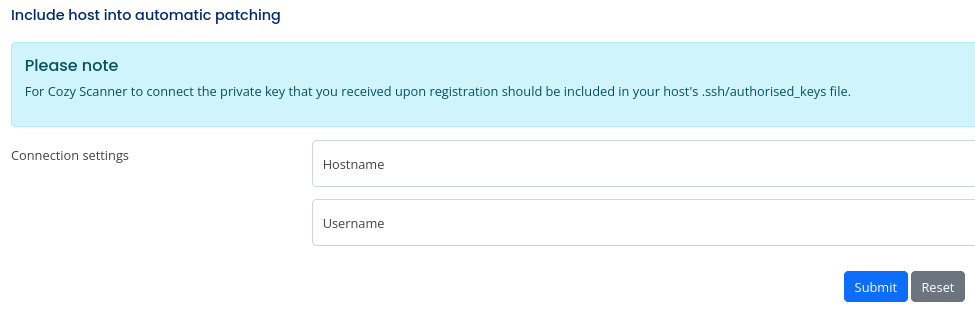 Include host into automatic patching
Please note
For Cozy Scanner to connect the private key that you received upon registration should be included in your host's .ssh/authorised_keys file.
Connection settings
Hostname
Username
Submit
Reset